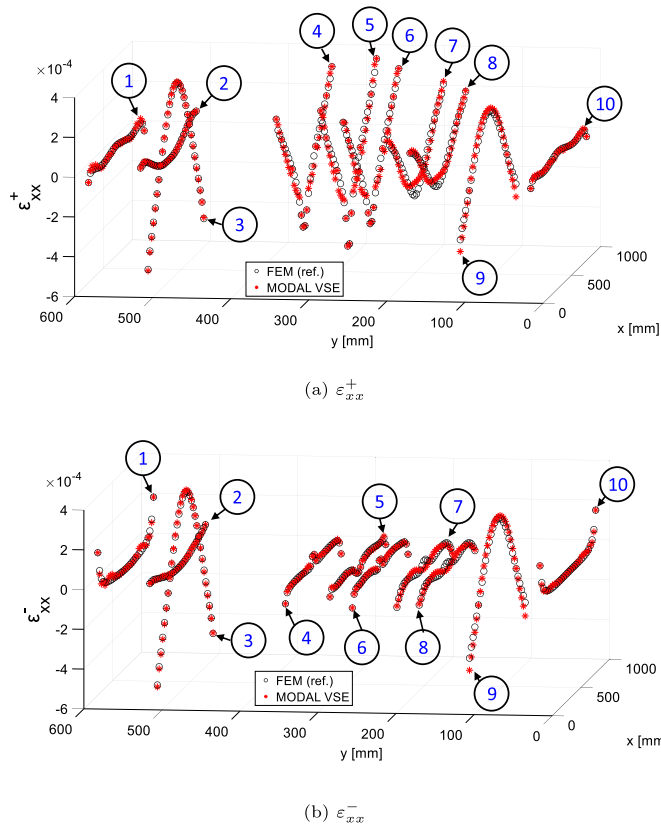 4 5 6 7 8
1 2 10
×10⁻⁴
4
2
0
-2
-4
-6
ε⁺xx
3
9
FEM (ref.)
MODAL VSE
600 500 400 300 200 100 0
y [mm]
0 500 1000
x [mm]
(a) ε⁺xx
1 2 5 7 10
×10⁻⁴
4
2
0
-2
-4
-6
ε⁻xx
3 4 6 8
9
FEM (ref.)
MODAL VSE
600 500 400 300 200 100 0
y [mm]
0 500 1000
x [mm
(b) ε⁻xx